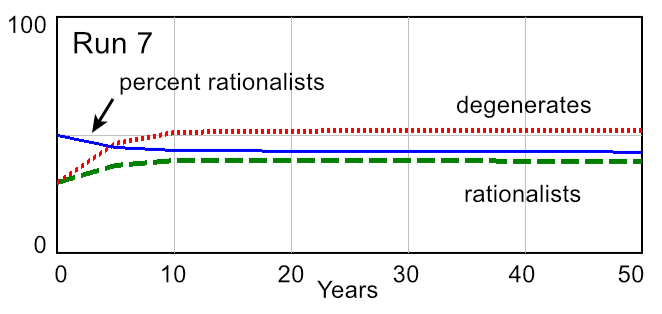 100
Run 7
percent rationalists
degenerates
rationalists
0
0 10 20 30 40 50
Years